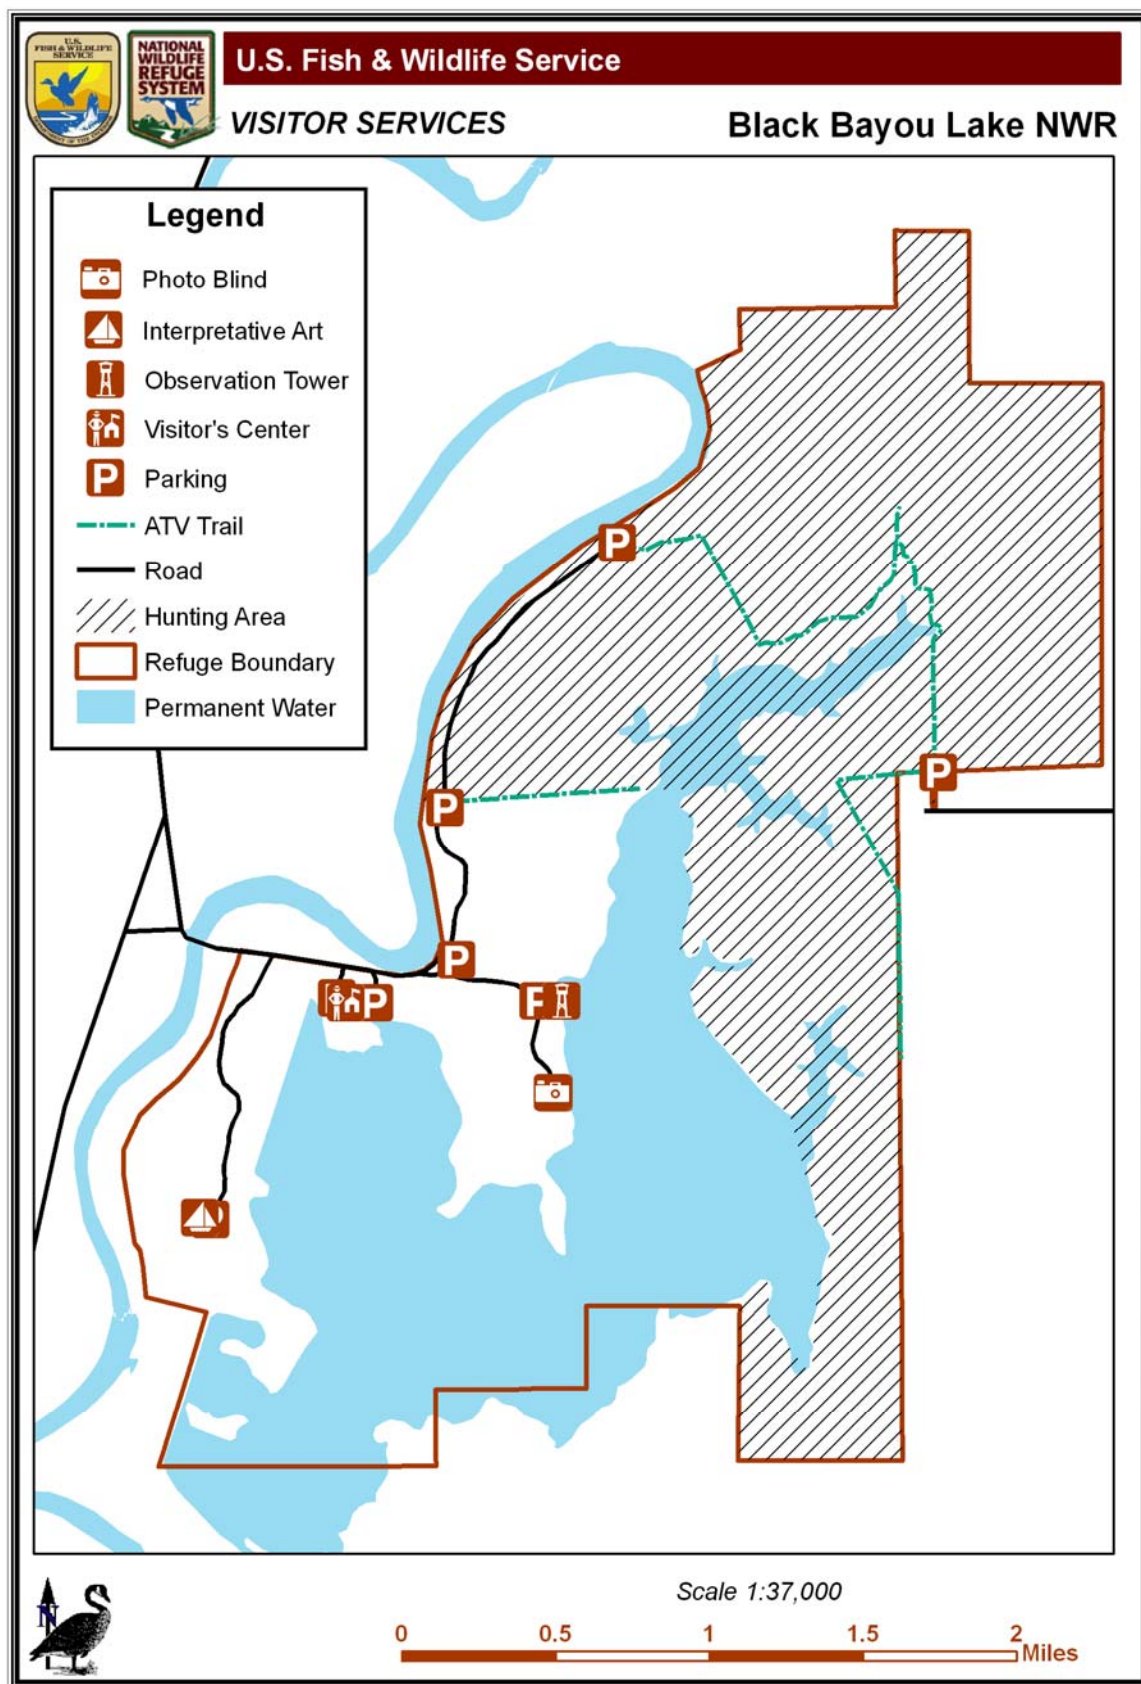 U.S.
FISH & WILDLIFE
SERVICE
NATIONAL
WILDLIFE
REFUGE
SYSTEM
U.S. Fish & Wildlife Service
VISITOR SERVICES
Black Bayou Lake NWR
Legend
Photo Blind
Interpretative Art
Observation Tower
Visitor's Center
P Parking
ATV Trail
Road
Hunting Area
Refuge Boundary
Permanent Water
P
P
P
P
P
F
N
Scale 1:37,000
0 0.5 1 1.5 2
Miles